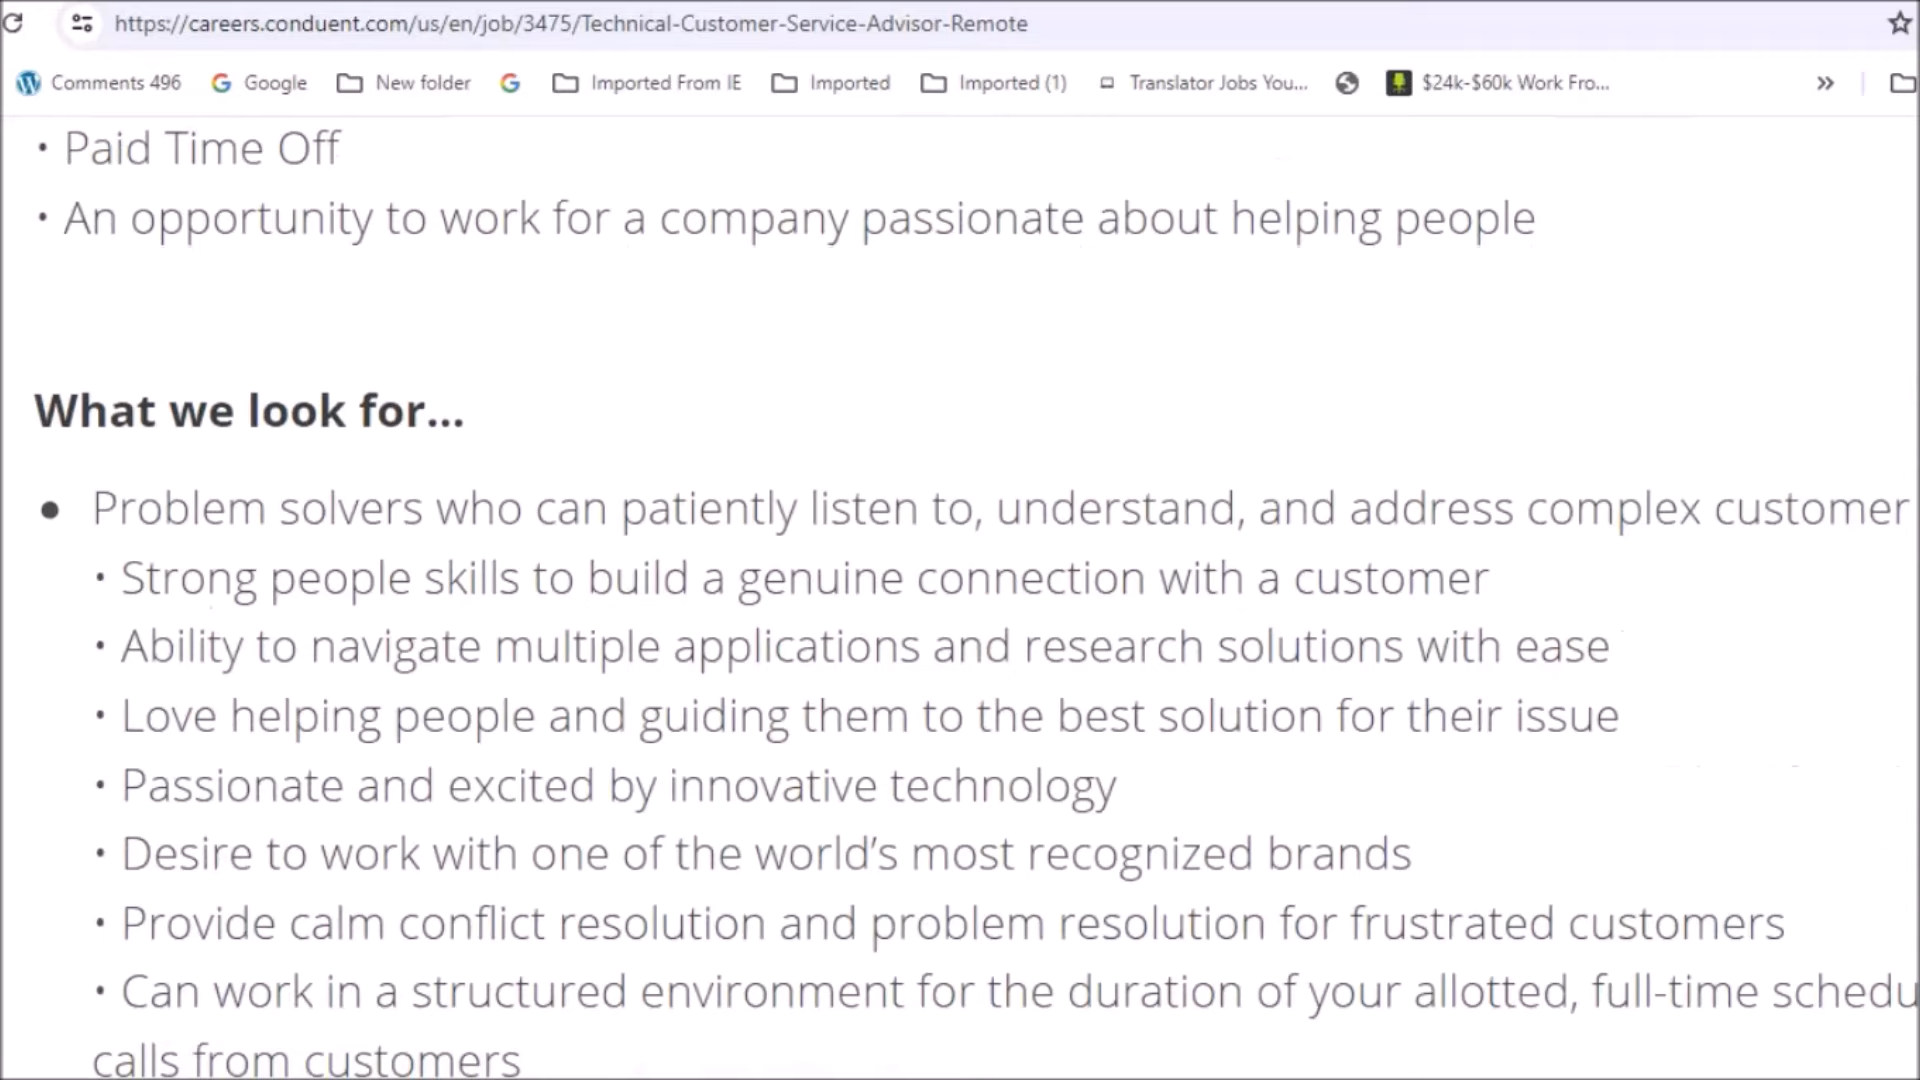 https://careers.conduent.com/us/en/job/3475/Technical-Customer-Service-Advisor-Remote
Comments 496 Google New folder Imported From IE Imported Imported (1) Translator Jobs You... $24k-$60k Work Fro... »
• Paid Time Off
• An opportunity to work for a company passionate about helping people
What we look for...
● Problem solvers who can patiently listen to, understand, and address complex customer
• Strong people skills to build a genuine connection with a customer
• Ability to navigate multiple applications and research solutions with ease
• Love helping people and guiding them to the best solution for their issue
• Passionate and excited by innovative technology
• Desire to work with one of the world’s most recognized brands
• Provide calm conflict resolution and problem resolution for frustrated customers
• Can work in a structured environment for the duration of your allotted, full-time schedu
calls from customers